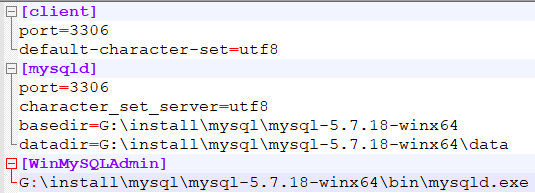 [client]
port=3306
default-character-set=utf8
[mysqld]
port=3306
character_set_server=utf8
basedir=G:\install\mysql\mysql-5.7.18-winx64
datadir=G:\install\mysql\mysql-5.7.18-winx64\data
[WinMySQLAdmin]
G:\install\mysql\mysql-5.7.18-winx64\bin\mysqld.exe